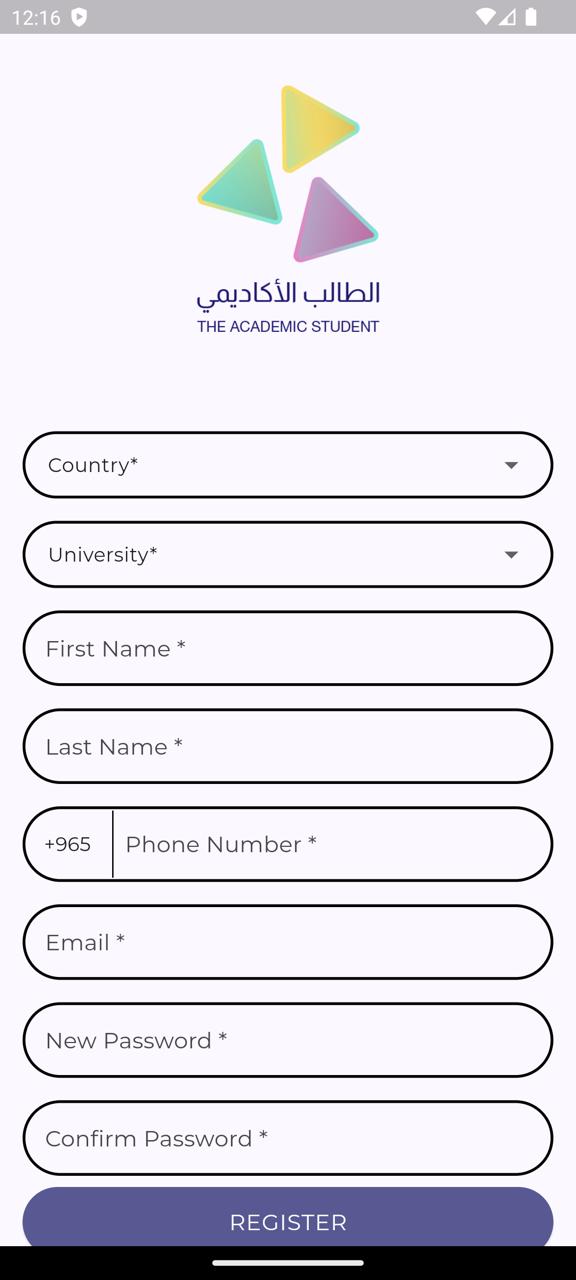 12:16
الطالب الأكاديمي
THE ACADEMIC STUDENT
Country*
University*
First Name *
Last Name *
+965 Phone Number *
Email *
New Password *
Confirm Password *
REGISTER